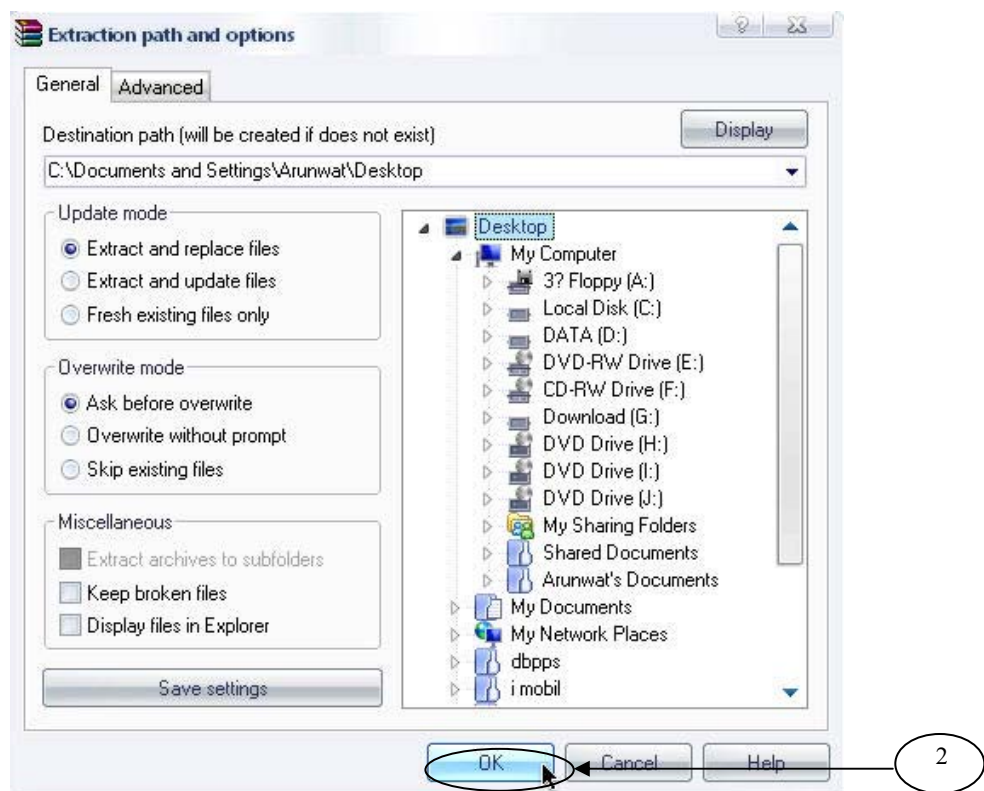 Extraction path and options
General Advanced
Destination path (will be created if does not exist)
Display
C:\Documents and Settings\Arunwat\Desktop
Update mode
Extract and replace files
Extract and update files
Fresh existing files only
Overwrite mode
Ask before overwrite
Overwrite without prompt
Skip existing files
Miscellaneous
Extract archives to subfolders
Keep broken files
Display files in Explorer
Save settings
Desktop
My Computer
3? Floppy (A:)
Local Disk (C:)
DATA (D:)
DVD-RW Drive (E:)
CD-RW Drive (F:)
Download (G:)
DVD Drive (H:)
DVD Drive (I:)
DVD Drive (J:)
My Sharing Folders
Shared Documents
Arunwat's Documents
My Documents
My Network Places
dbpps
i mobil
OK Cancel Help
2